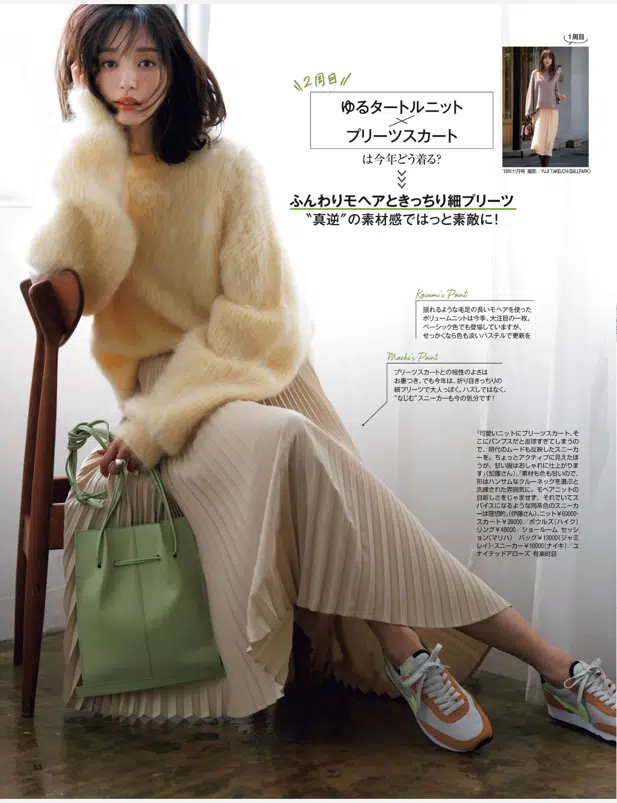 1周目
2周目
ゆるタートルニット
×
プリーツスカート
は今年どう着る?
'19年11月号 撮影/YUJI TAKEUCHI(BALLPARK)
ふんわりモヘアときっちり細プリーツ
“真逆”の素材感ではっと素敵に!
Kasumi's Point
揺れるような毛足の長いモヘアを使った
ボリュームニットは今季、大注目の一枚。
ベーシック色でも登場していますが、
せっかくなら色も淡いパステルで更新を
Machi's Point
プリーツスカートとの相性のよさは
お墨つき。でも今年は、折り目きっちりの
細プリーツで大人っぽく。ハズしではなく、
“なじむ”スニーカーも今の気分です!
「可愛いニットにプリーツスカート、そ
こにパンプスだと直球すぎてしまうの
で、時代のムードも反映したスニーカ
ーを。ちょっとアクティブに見えたほ
うが、甘い服はおしゃれに仕上がりま
す」(加藤さん)。「素材も色も甘いので、
形はハンサムなクルーネックを選ぶと
洗練された雰囲気に。モヘアニットの
目新しさをじゃませず、それでいてス
パイスになるような同系色のスニーカ
ーは理想的」(伊藤さん)。ニット¥60000・
スカート¥38000/ボウルズ(ハイク)
リング¥48000/ショールーム セッシ
ョン(マリハ) バッグ¥13000(ジャミ
レイ)・スニーカー¥10000(ナイキ)/ユ
ナイテッドアローズ 有楽町店
53